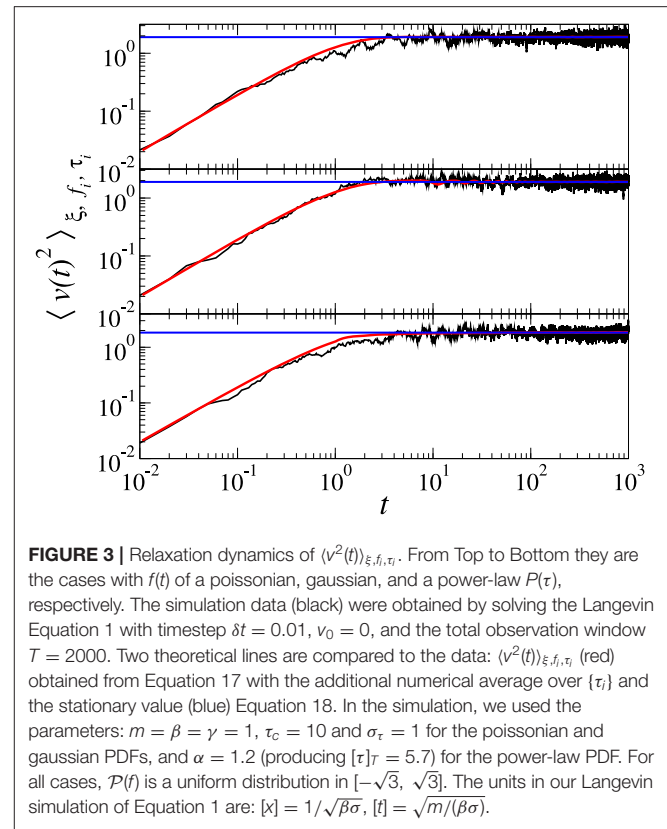 10^0
10^-1
10^-2
10^0
10^-1
10^-2
10^0
10^-1
10^-2
⟨ v(t)^2 ⟩ ξ, f_i, τ_i
10^-2 10^-1 10^0 10^1 10^2 10^3
t
FIGURE 3 | Relaxation dynamics of ⟨v²(t)⟩ξ,fᵢ,τᵢ. From Top to Bottom they are
the cases with f(t) of a poissonian, gaussian, and a power-law P(τ),
respectively. The simulation data (black) were obtained by solving the Langevin
Equation 1 with timestep δt = 0.01, v₀ = 0, and the total observation window
T = 2000. Two theoretical lines are compared to the data: ⟨v²(t)⟩ξ,fᵢ,τᵢ (red)
obtained from Equation 17 with the additional numerical average over {τᵢ} and
the stationary value (blue) Equation 18. In the simulation, we used the
parameters: m = β = γ = 1, τc = 10 and στ = 1 for the poissonian and
gaussian PDFs, and α = 1.2 (producing [τ]T = 5.7) for the power-law PDF. For
all cases, 𝒫(f) is a uniform distribution in [−√3, √3]. The units in our Langevin
simulation of Equation 1 are: [x] = 1/√βσ, [t] = √m/(βσ).